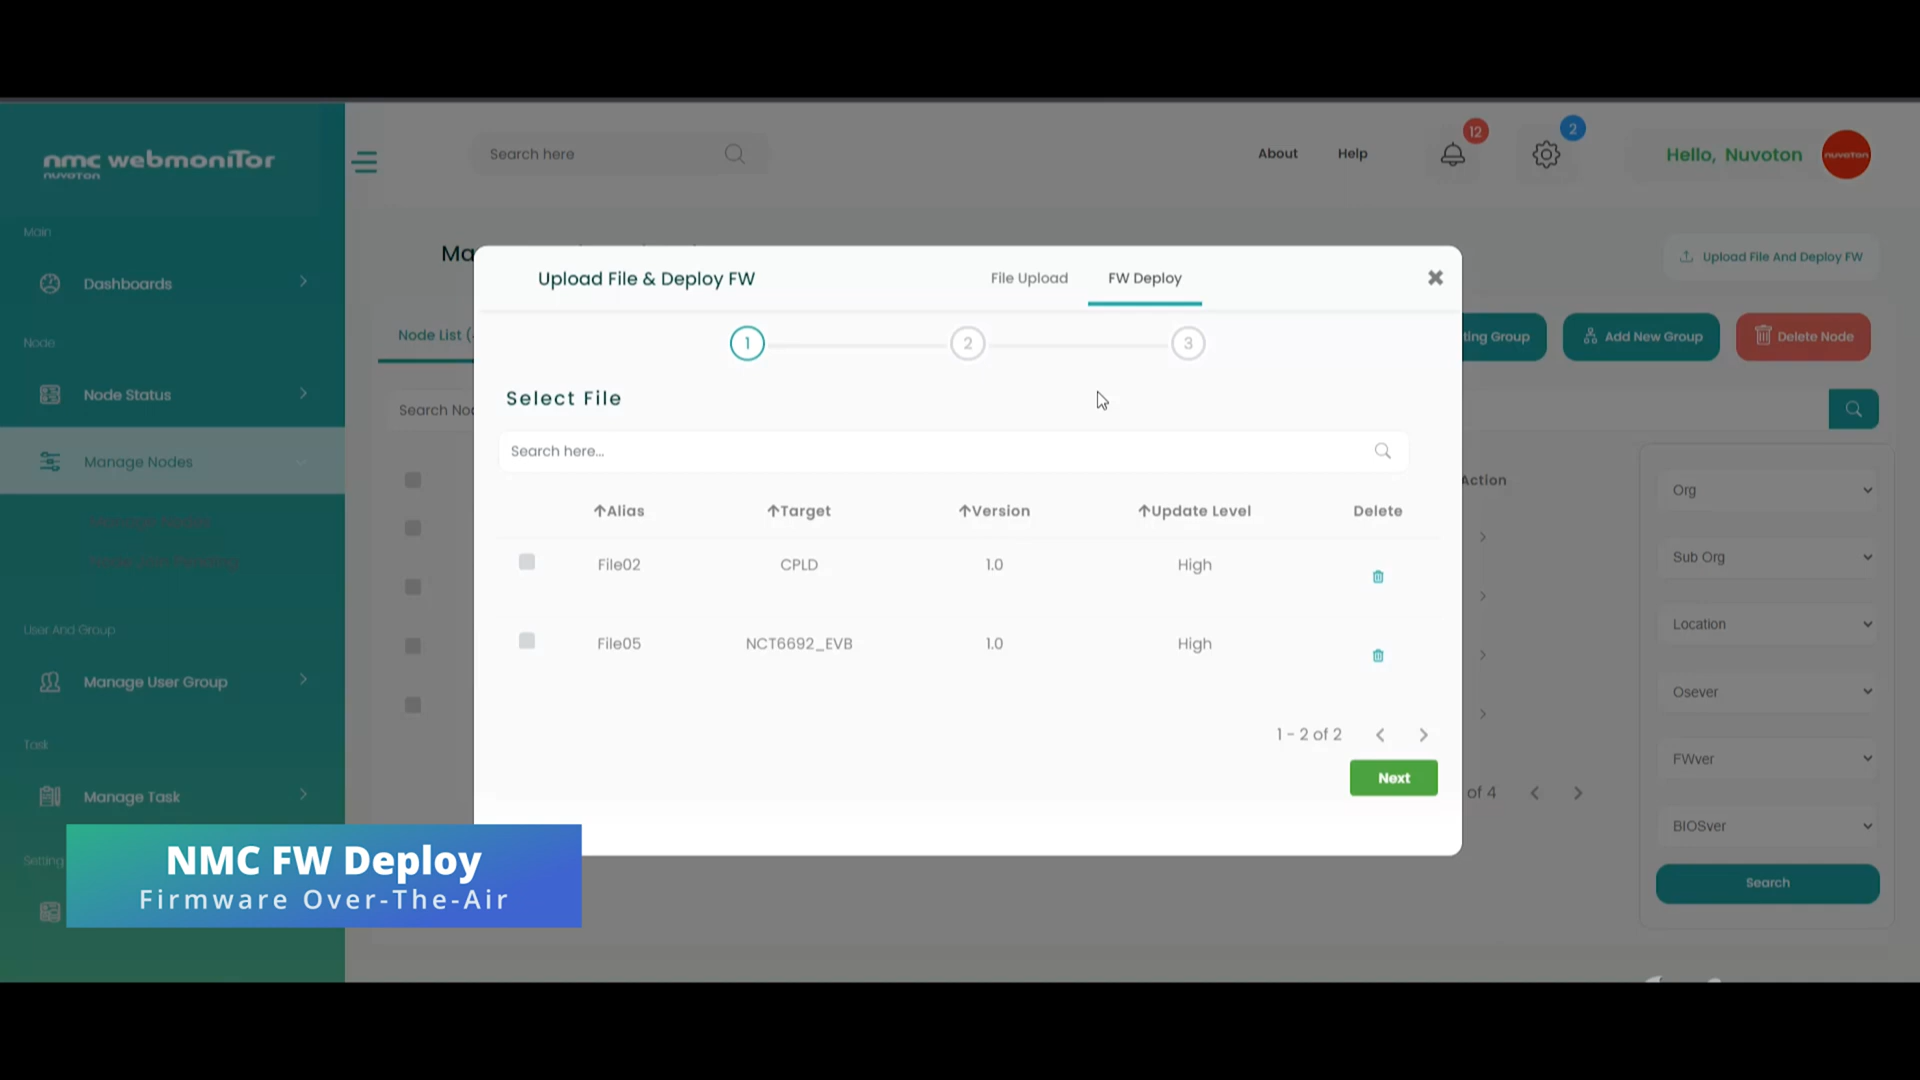 nmc webmoniTor
nuvoton
Search here
About
Help
12
2
Hello, Nuvoton
nuvoTon
Main
Dashboards
Node
Node Status
Manage Nodes
User And Group
Manage User Group
Task
Manage Task
Setting
Ma
Upload File And Deploy FW
Node List (
ting Group
Add New Group
Delete Node
Search Nod
Action
Org
Sub Org
Location
Osever
FWver
BIOSver
Search
of 4
Upload File & Deploy FW
File Upload
FW Deploy
1
2
3
Select File
Search here...
↑Alias ↑Target ↑Version ↑Update Level Delete
File02 CPLD 1.0 High
File05 NCT6692_EVB 1.0 High
1 - 2 of 2
Next
NMC FW Deploy
Firmware Over-The-Air